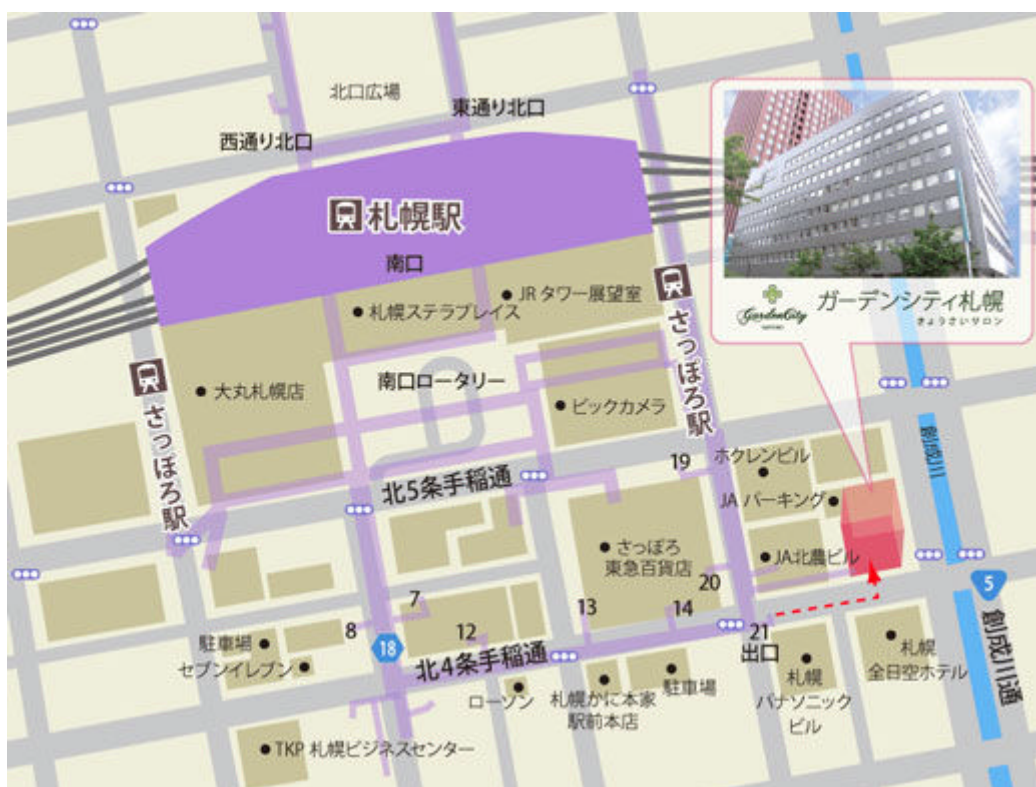 北口広場
東通り北口
西通り北口
札幌駅
南口
JRタワー展望室
札幌ステラプレイス
GardenCity
SAPPORO
ガーデンシティ札幌
きょうさいサロン
さっぽろ駅
さっぽろ駅
大丸札幌店
南口ロータリー
ビックカメラ
創成川
ホクレンビル
19
JAパーキング
北5条手稲通
さっぽろ
東急百貨店
JA北農ビル
20
5
創成川通
7
13
14
8
12
21
出口
18
駐車場
セブンイレブン
北4条手稲通
札幌
全日空ホテル
ローソン
札幌かに本家
駅前本店
駐車場
札幌
パナソニック
ビル
TKP 札幌ビジネスセンター